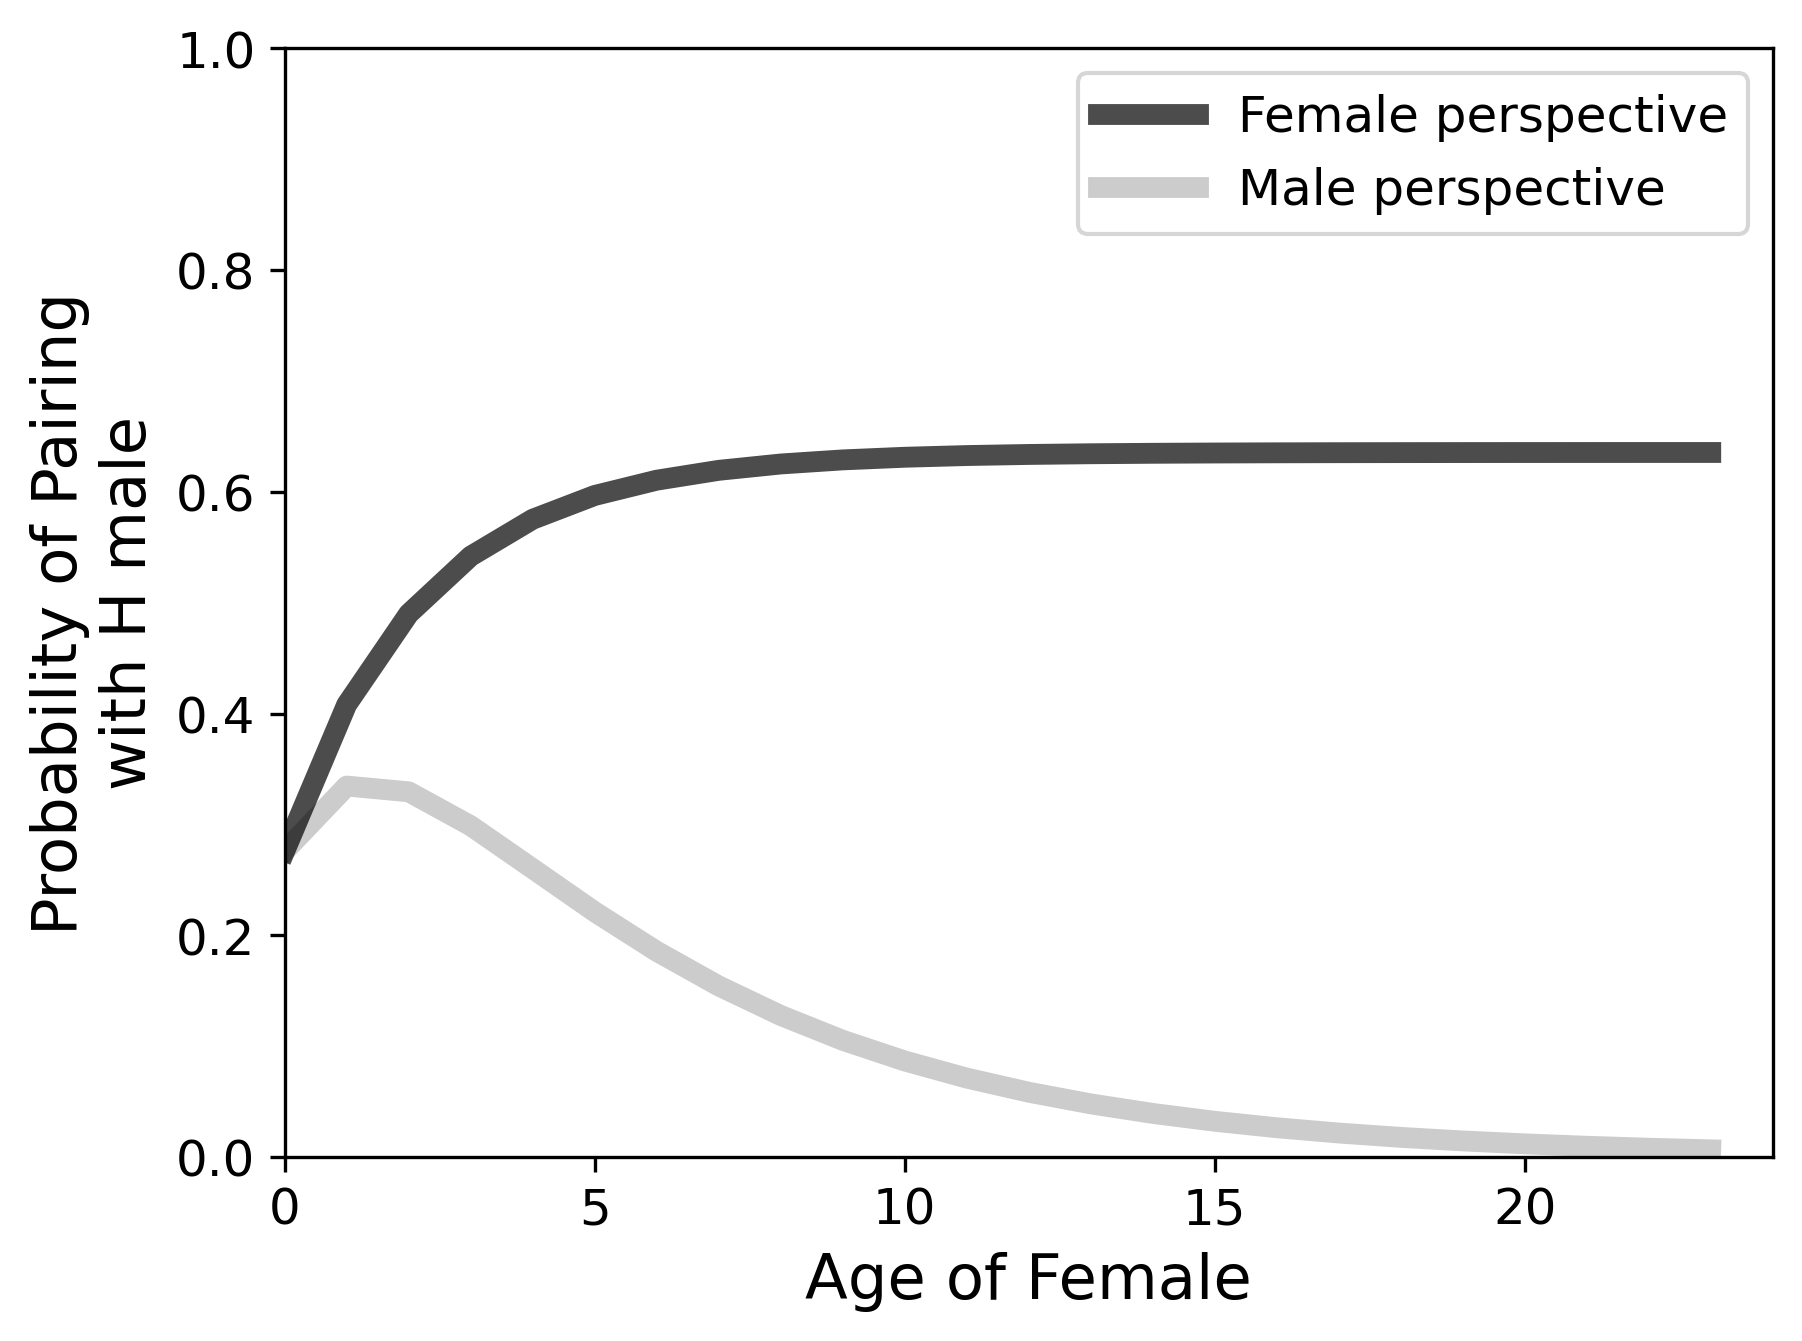 Probability of Pairing
with H male
1.0
0.8
0.6
0.4
0.2
0.0
Female perspective
Male perspective
0 5 10 15 20
Age of Female